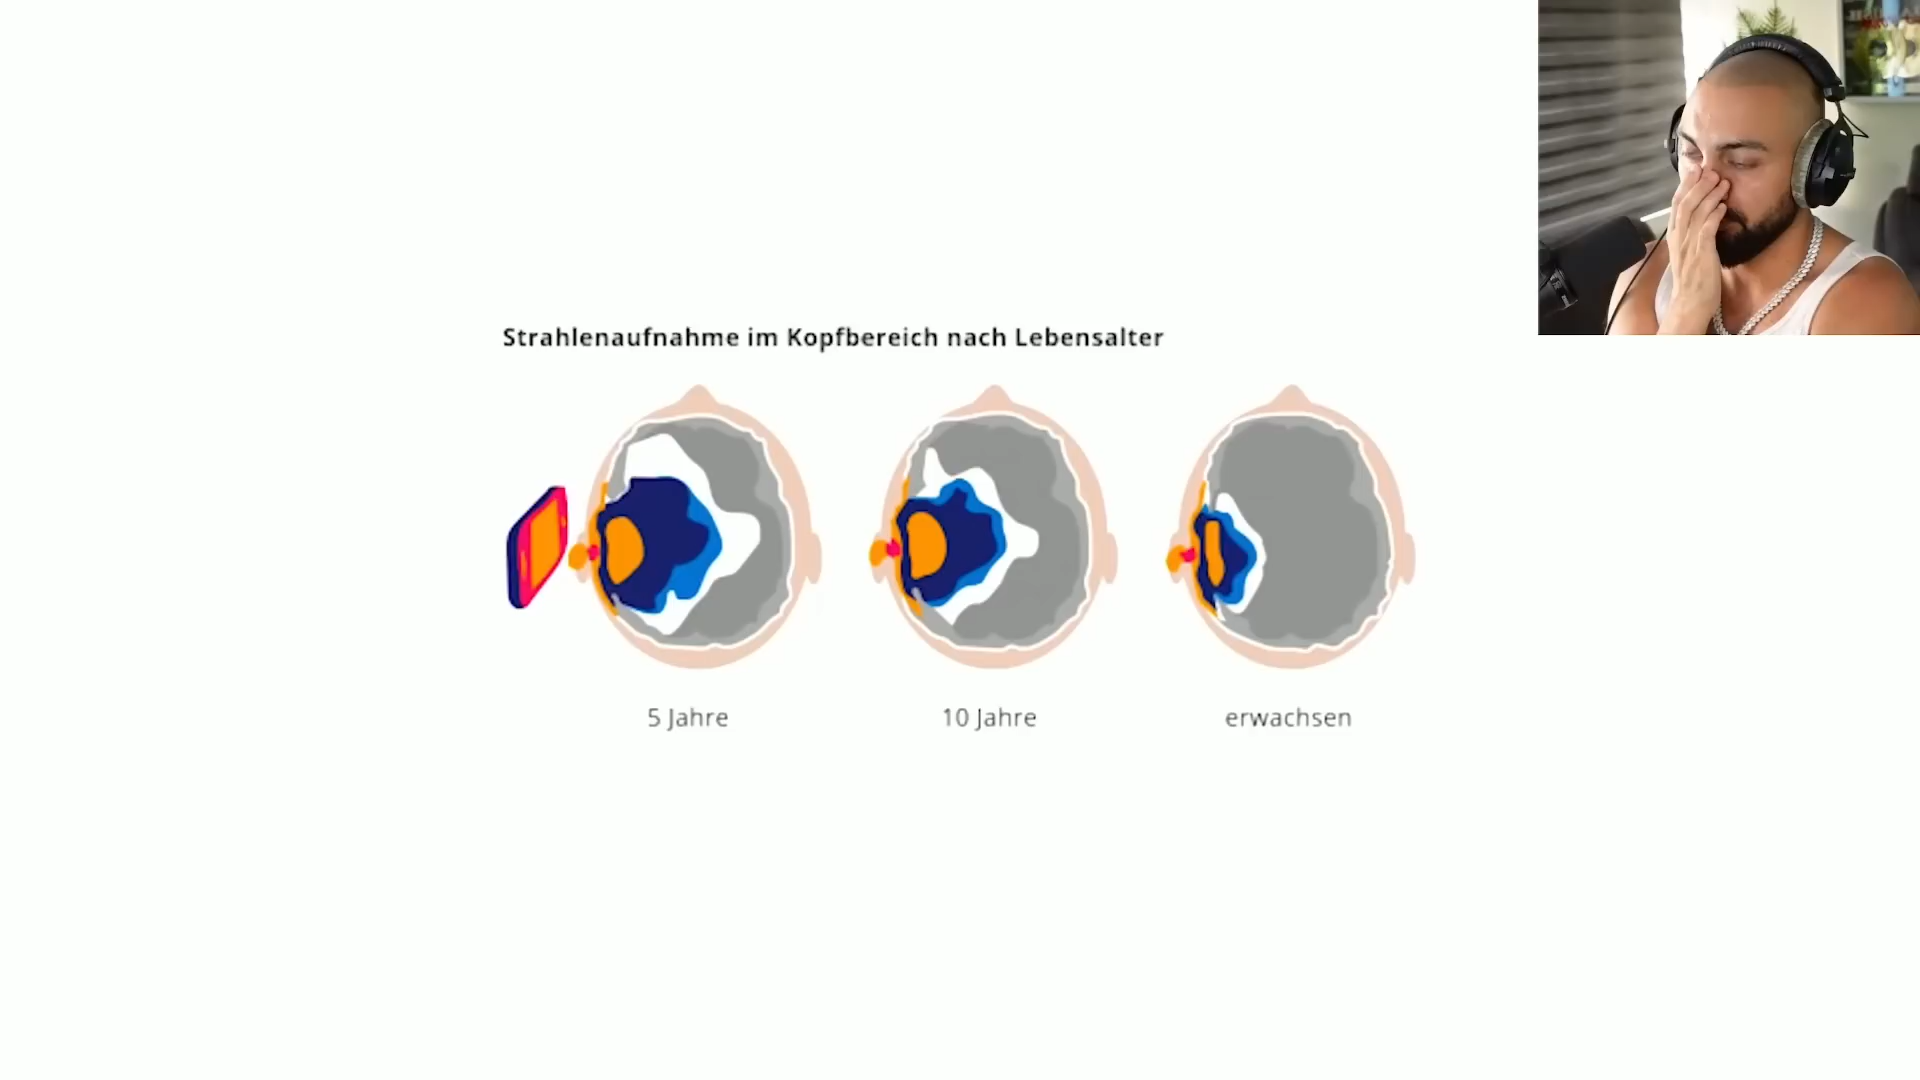 Strahlenaufnahme im Kopfbereich nach Lebensalter
5 Jahre
10 Jahre
erwachsen